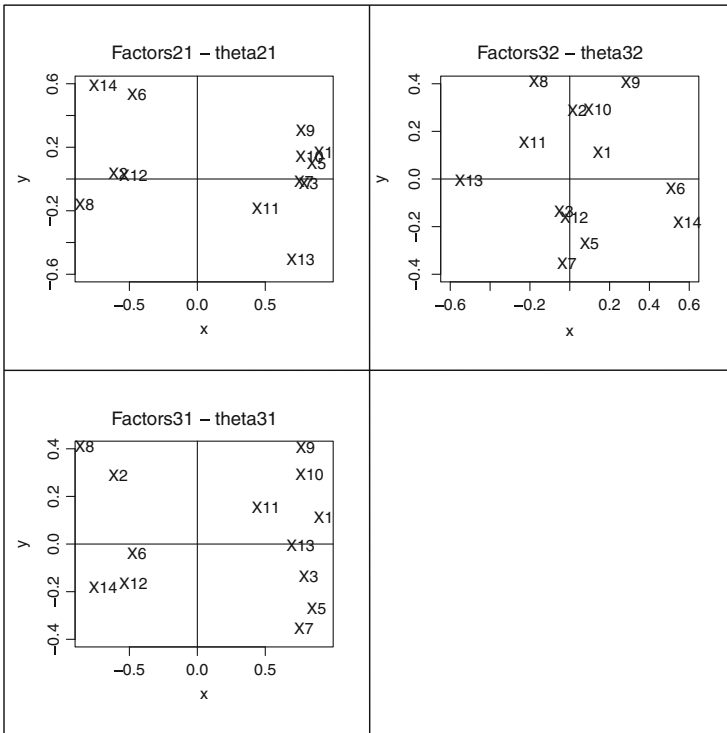 Factors21 – theta21
X14
X6
X9
X1
X10
X5
X2
X12
X7
X3
X8
X11
X13
0.6
0.2
−0.2
−0.6
y
−0.5
0.0
0.5
x
Factors32 – theta32
X8
X9
X2
X10
X11
X1
X13
X6
X3
X12
X14
X5
X7
0.4
0.2
0.0
−0.2
−0.4
y
−0.6
−0.2
0.2
0.4
0.6
x
Factors31 – theta31
X8
X9
X2
X10
X11
X1
X13
X6
X3
X14
X12
X5
X7
0.4
0.2
0.0
−0.2
−0.4
y
−0.5
0.0
0.5
x